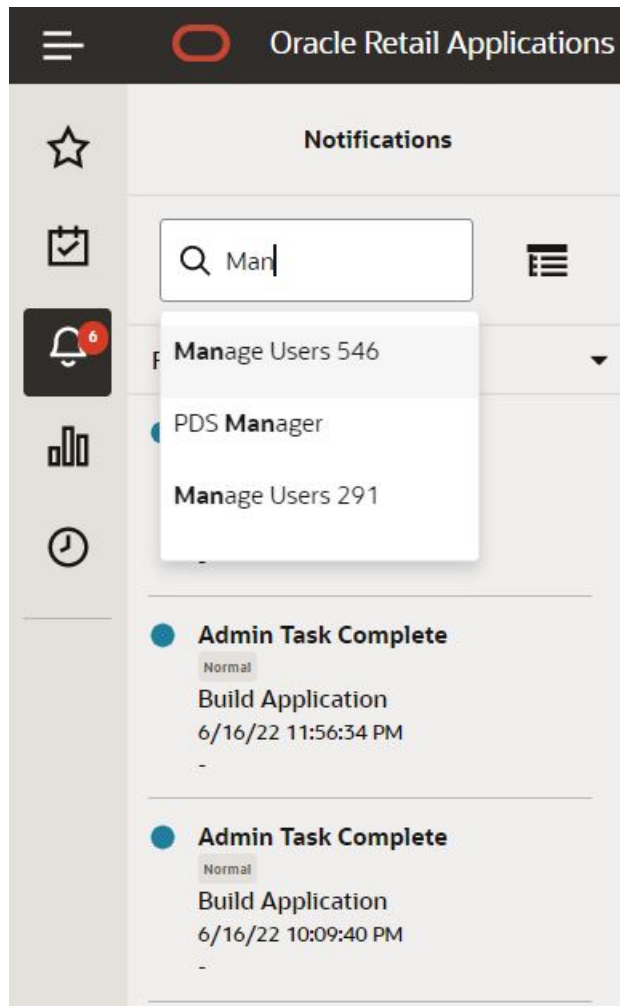 Oracle Retail Applications
Notifications
Man
6
Manage Users 546
PDS Manager
Manage Users 291
-
Admin Task Complete
Normal
Build Application
6/16/22 11:56:34 PM
-
Admin Task Complete
Normal
Build Application
6/16/22 10:09:40 PM
-